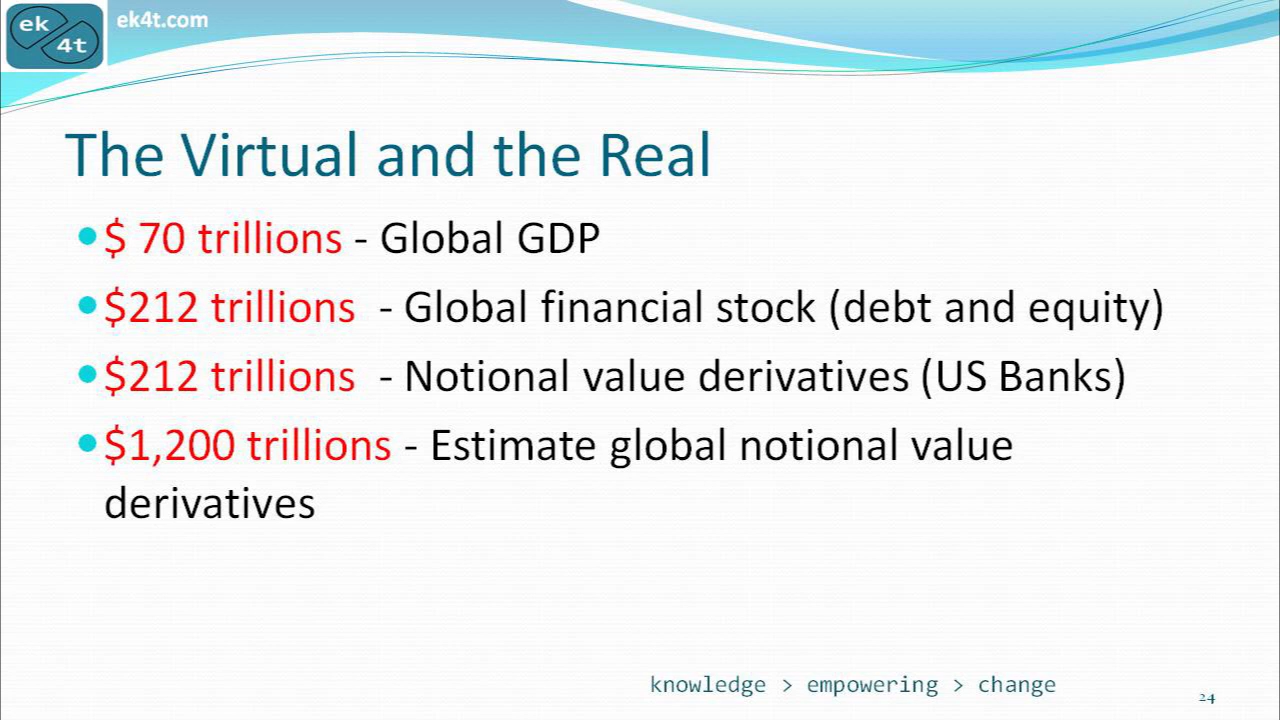 ek
4t
ek4t.com
The Virtual and the Real
$ 70 trillions - Global GDP
$212 trillions - Global financial stock (debt and equity)
$212 trillions - Notional value derivatives (US Banks)
$1,200 trillions - Estimate global notional value
derivatives
knowledge > empowering > change
24